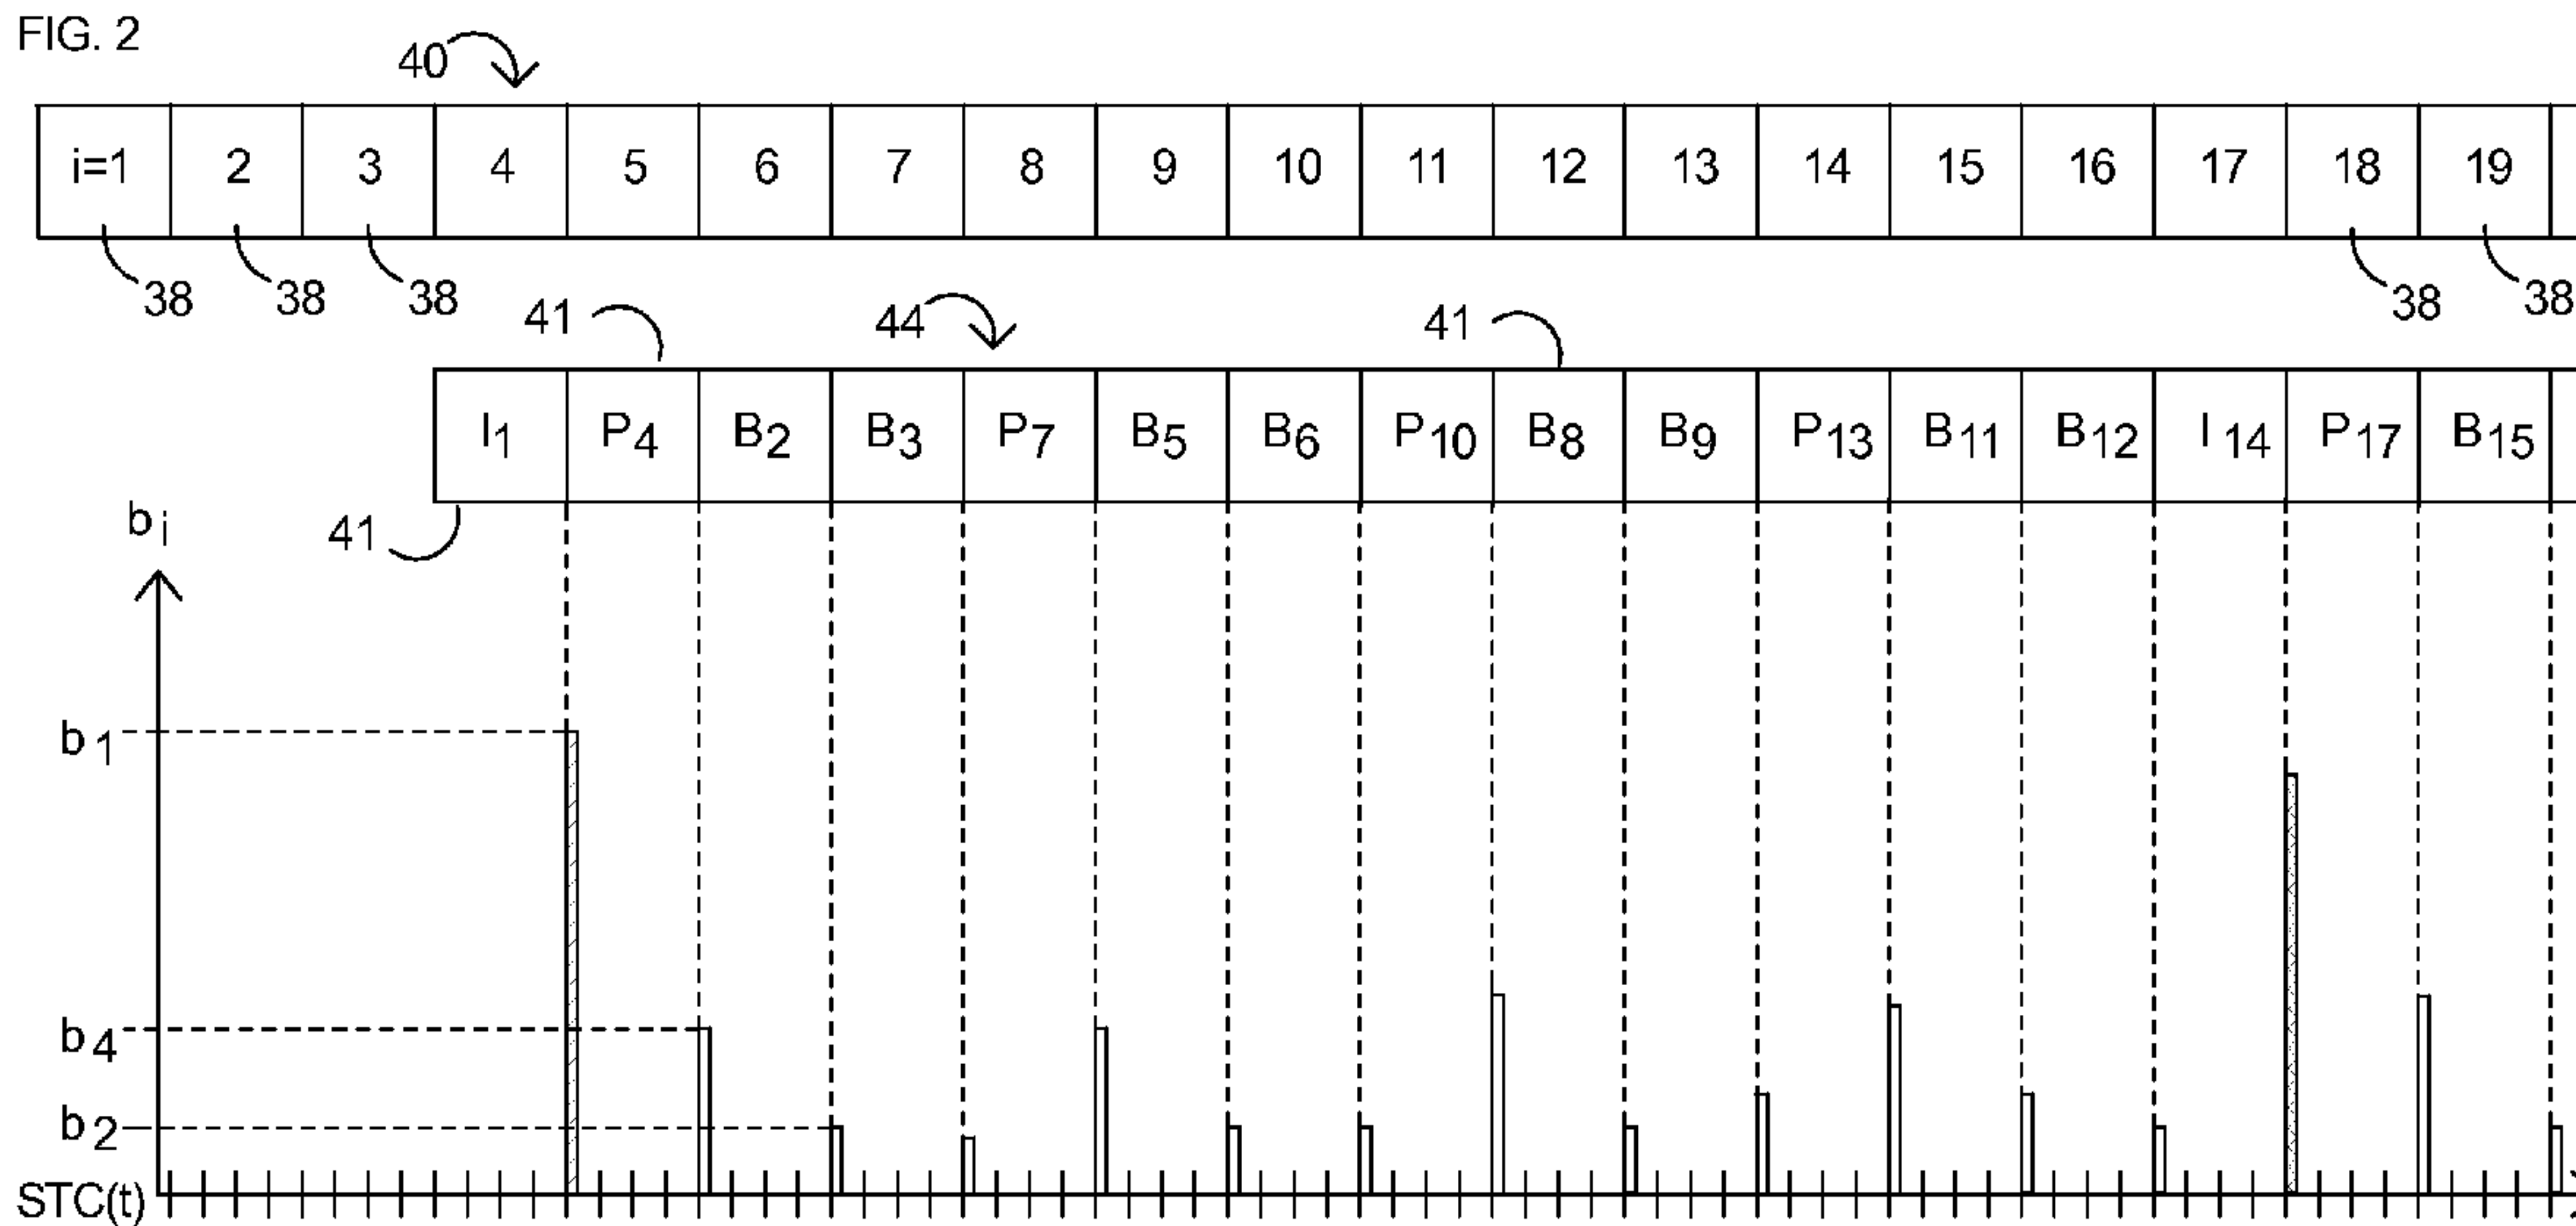 FIG. 2
40
i=1 2 3 4 5 6 7 8 9 10 11 12 13 14 15 16 17 18 19
38 38 38 38 38
41 44 41
I1 P4 B2 B3 P7 B5 B6 P10 B8 B9 P13 B11 B12 I14 P17 B15
bi
41
b1
b4
b2
STC(t)